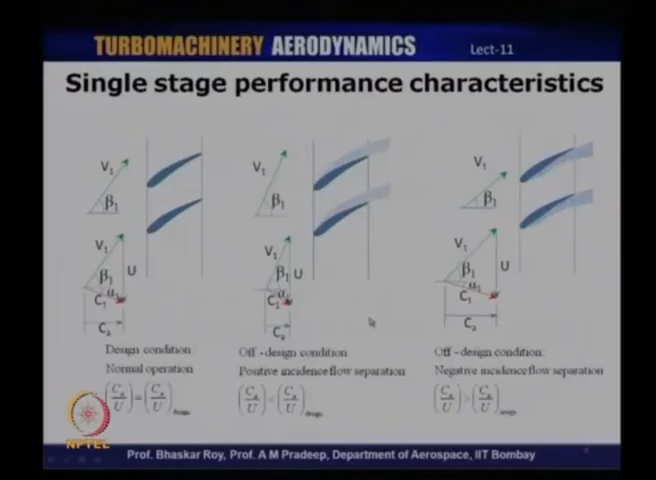 TURBOMACHINERY AERODYNAMICS
Lect-11
Single stage performance characteristics
V₁
β₁
V₁
β₁
U
α₁
C₁
Cₐ
Design condition
Normal operation
(Cₐ/U) = (Cₐ/U)design
V₁
β₁
V₁
β₁ U
C₁
Cₐ
Off-design condition
Positive incidence flow separation
(Cₐ/U) < (Cₐ/U)
V₁
β₁
V₁
β₁
U
α₁
C₁
Cₐ
Off-design condition
Negative incidence flow separation
(Cₐ/U) > (Cₐ/U)design
NPTEL
Prof. Bhaskar Roy, Prof. A M Pradeep, Department of Aerospace, IIT Bombay